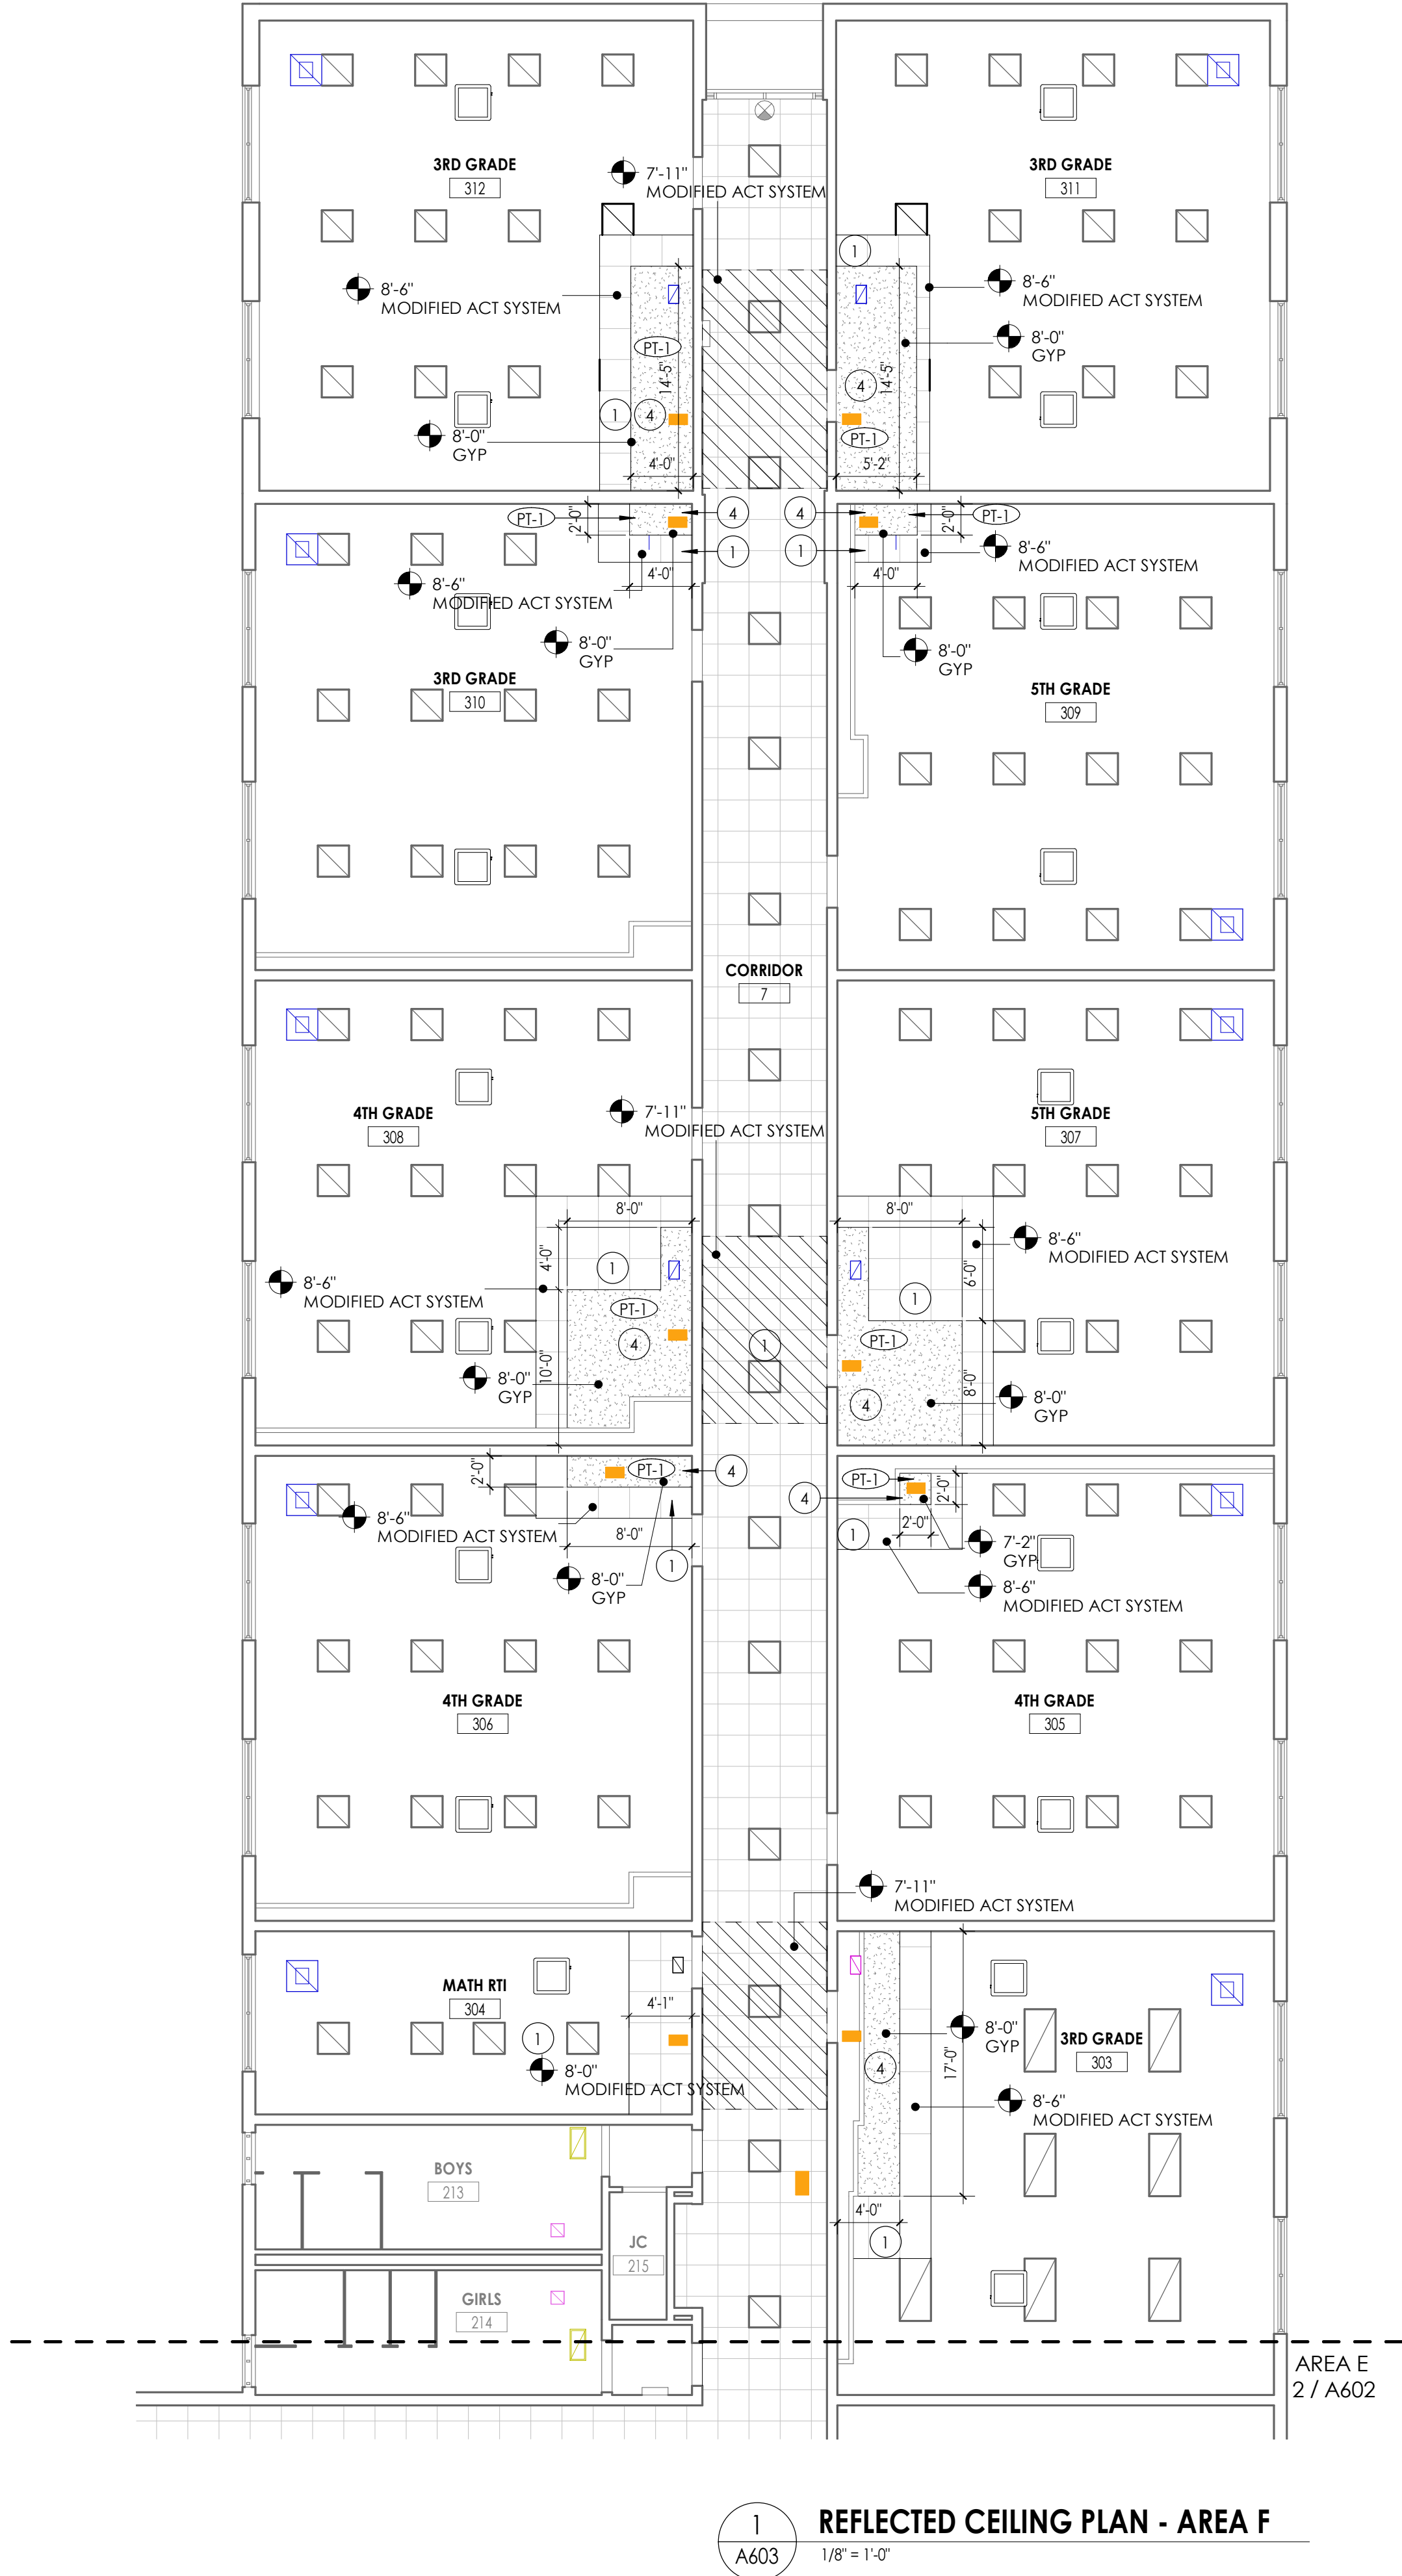 3RD GRADE
312
7'-11"
MODIFIED ACT SYSTEM
3RD GRADE
311
1
8'-6"
MODIFIED ACT SYSTEM
8'-6"
MODIFIED ACT SYSTEM
8'-0"
GYP
PT-1
14'-5"
4
14'-5"
1
4
8'-0"
GYP
PT-1
4'-0"
5'-2"
PT-1
2'-0"
4
4
2'-0"
PT-1
1
1
8'-6"
MODIFIED ACT SYSTEM
4'-0"
4'-0"
8'-6"
MODIFIED ACT SYSTEM
8'-0"
GYP
8'-0"
GYP
3RD GRADE
310
5TH GRADE
309
CORRIDOR
7
4TH GRADE
308
7'-11"
MODIFIED ACT SYSTEM
5TH GRADE
307
8'-0"
8'-0"
8'-6"
MODIFIED ACT SYSTEM
4'-0"
1
6'-0"
8'-6"
MODIFIED ACT SYSTEM
1
PT-1
4
1
PT-1
8'-0"
GYP
10'-0"
8'-0"
8'-0"
GYP
4
2'-0"
PT-1
4
PT-1
4
2'-0"
8'-6"
MODIFIED ACT SYSTEM
8'-0"
1
2'-0"
7'-2"
GYP
8'-0"
GYP
1
8'-6"
MODIFIED ACT SYSTEM
4TH GRADE
306
4TH GRADE
305
7'-11"
MODIFIED ACT SYSTEM
MATH RTI
304
4'-1"
1
8'-0"
MODIFIED ACT SYSTEM
8'-0"
GYP
3RD GRADE
303
4
17'-0"
8'-6"
MODIFIED ACT SYSTEM
BOYS
213
4'-0"
JC
215
1
GIRLS
214
AREA E
2 / A602
1
A603
REFLECTED CEILING PLAN - AREA F
1/8" = 1'-0"